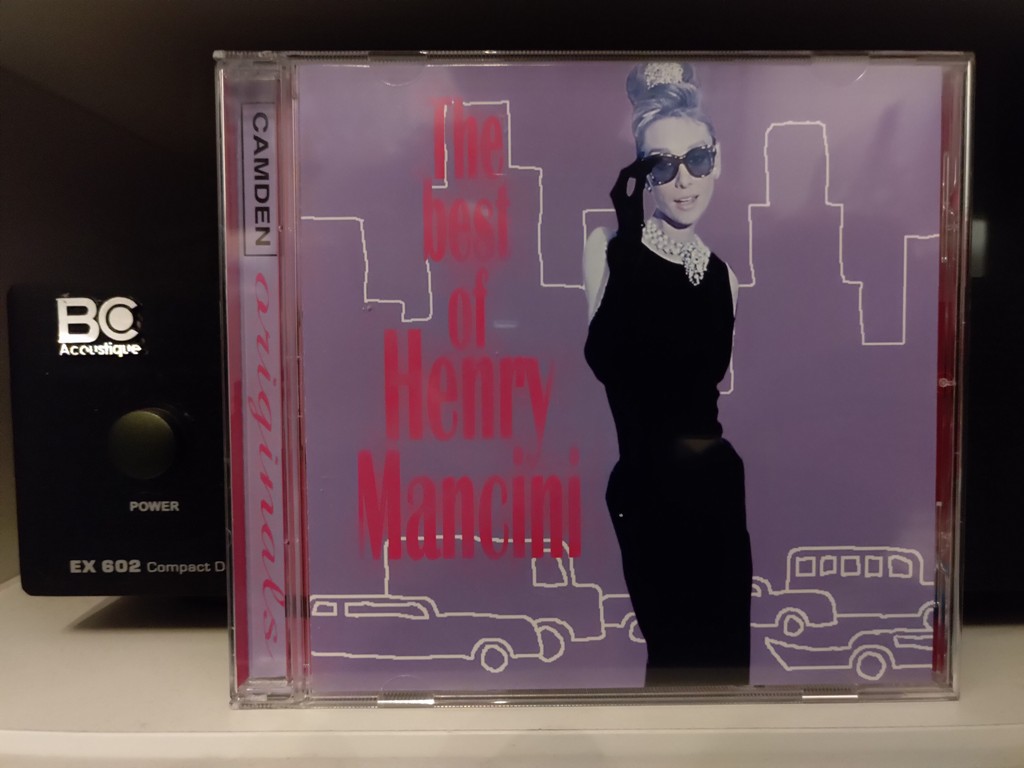 BC
Acoustique
POWER
EX 602 Compact D
CAMDEN
originals
The
best
of
Henry
Mancini